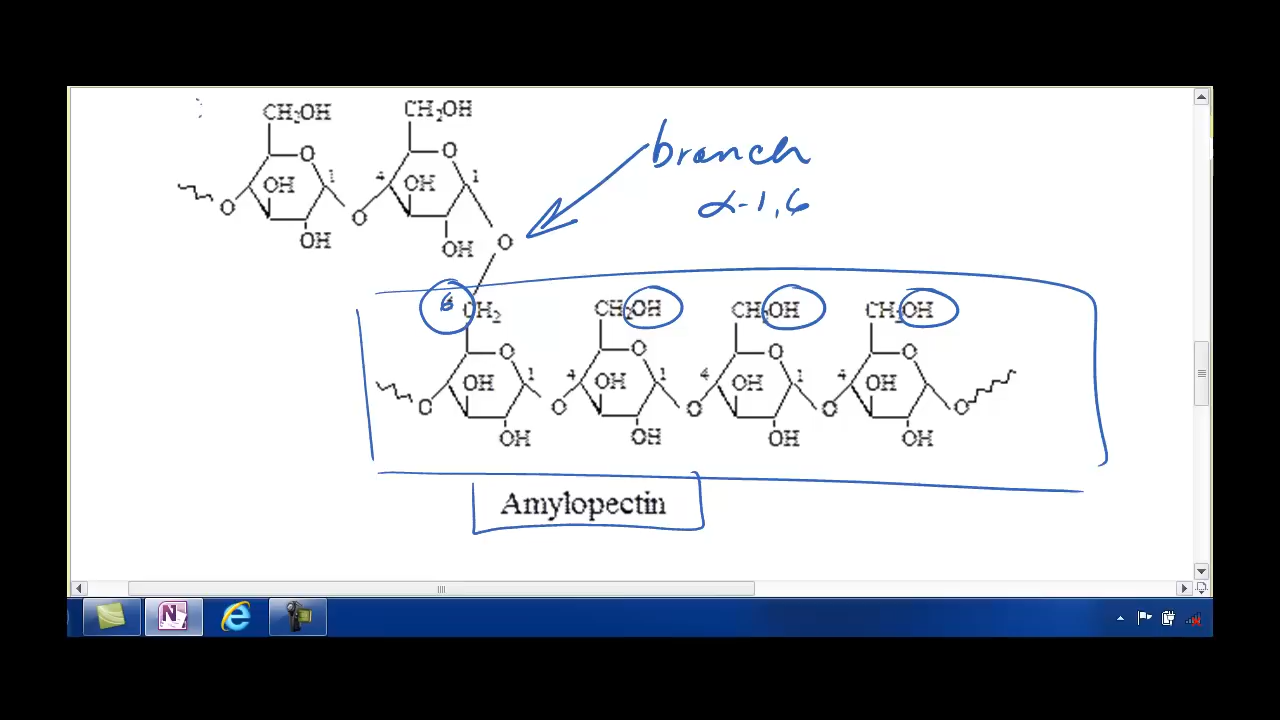 CH₂OH CH₂OH
O O
OH 1 4 OH 1
O O
OH OH O
branch
α-1,6
6 CH₂ CH₂OH CH₂OH CH₂OH
O O O O
OH 1 4 OH 1 4 OH 1 4 OH
O O O O O
OH OH OH OH
Amylopectin
N e